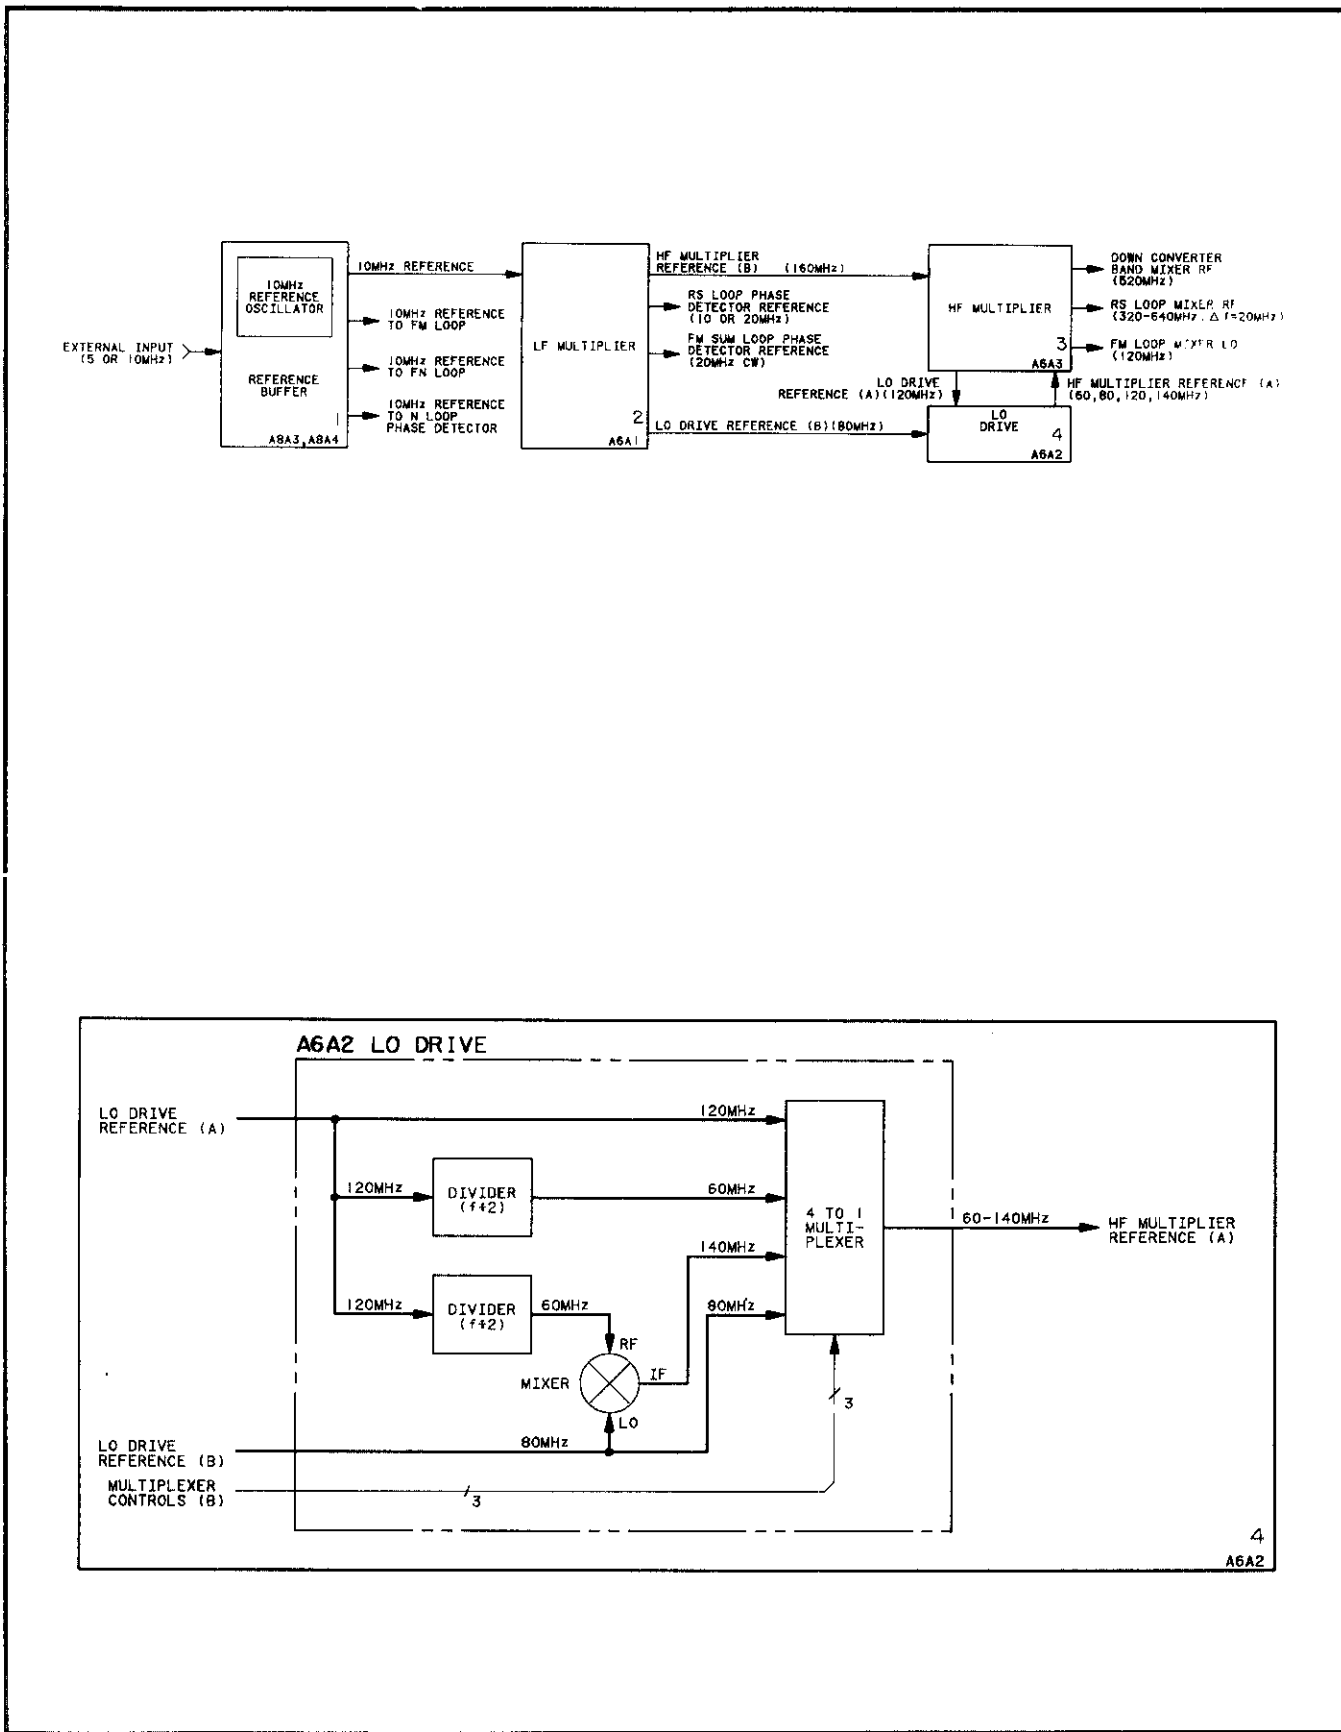 10MHz
REFERENCE
OSCILLATOR
REFERENCE
BUFFER
1
A8A3,A8A4
EXTERNAL INPUT
(5 OR 10MHz)
10MHz REFERENCE
10MHz REFERENCE
TO FM LOOP
10MHz REFERENCE
TO FN LOOP
10MHz REFERENCE
TO N LOOP
PHASE DETECTOR
LF MULTIPLIER
2
A6A1
HF MULTIPLIER
REFERENCE (B) (160MHz)
RS LOOP PHASE
DETECTOR REFERENCE
(10 OR 20MHz)
FM SUM LOOP PHASE
DETECTOR REFERENCE
(20MHz CW)
LO DRIVE REFERENCE (B)(80MHz)
LO DRIVE
REFERENCE (A)(120MHz)
HF MULTIPLIER
3
A6A3
HF MULTIPLIER REFERENCE (A)
(60,80,120,140MHz)
LO
DRIVE
4
A6A2
DOWN CONVERTER
BAND MIXER RF
(520MHz)
RS LOOP MIXER RF
(320-640MHz. Δ f=20MHz)
FM LOOP MIXER LO
(120MHz)
A6A2 LO DRIVE
LO DRIVE
REFERENCE (A)
120MHz
120MHz
DIVIDER
(f÷2)
60MHz
4 TO 1
MULTI-
PLEXER
60-140MHz
HF MULTIPLIER
REFERENCE (A)
140MHz
120MHz
DIVIDER
(f÷2)
60MHz
80MHz
RF
MIXER
IF
LO
3
LO DRIVE
REFERENCE (B)
80MHz
MULTIPLEXER
CONTROLS (B)
3
4
A6A2